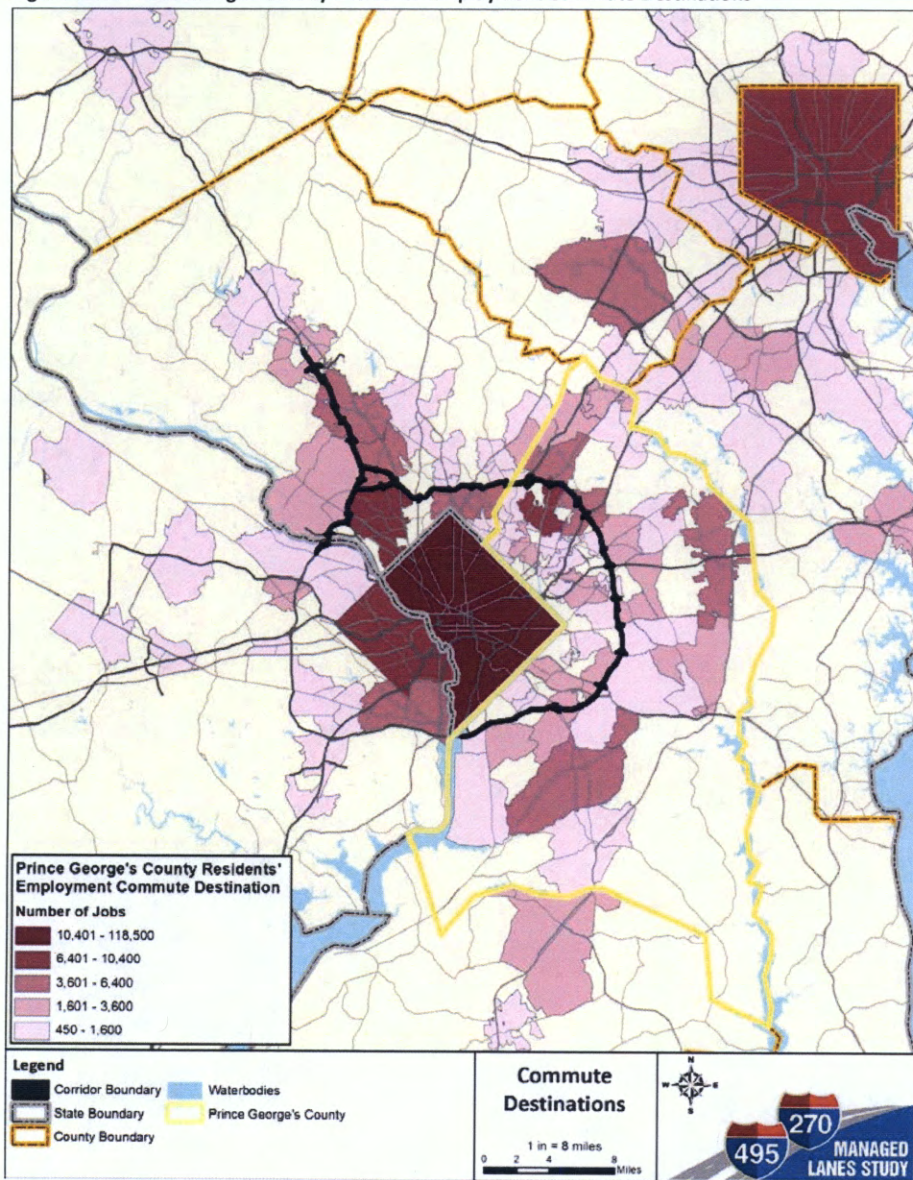 Prince George's County Residents'
Employment Commute Destination
Number of Jobs
10,401 - 118,500
6,401 - 10,400
3,601 - 6,400
1,601 - 3,600
450 - 1,600
Legend
Corridor Boundary
State Boundary
County Boundary
Waterbodies
Prince George's County
Commute
Destinations
1 in = 8 miles
0 2 4 8
Miles
N
W E
S
495
270
MANAGED
LANES STUDY